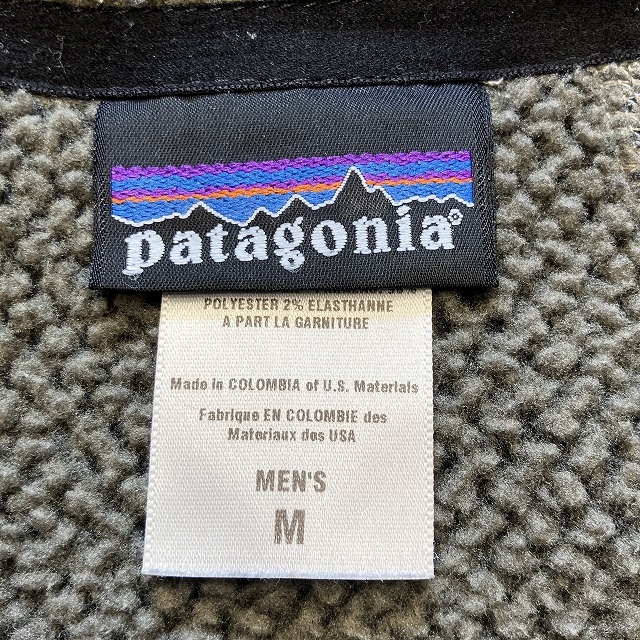 patagonia®
POLYESTER 2% ELASTHANNE
A PART LA GARNITURE
Made in COLOMBIA of U.S. Materials
Fabrique EN COLOMBIE des
Materiaux des USA
MEN'S
M